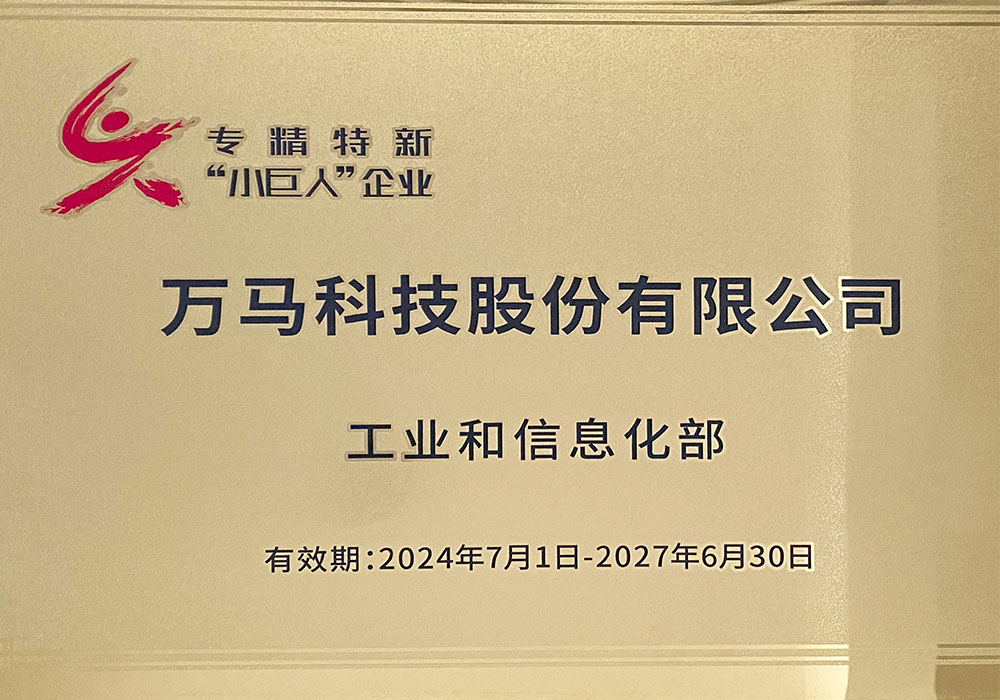 专精特新
“小巨人”企业
万马科技股份有限公司
工业和信息化部
有效期:2024年7月1日-2027年6月30日